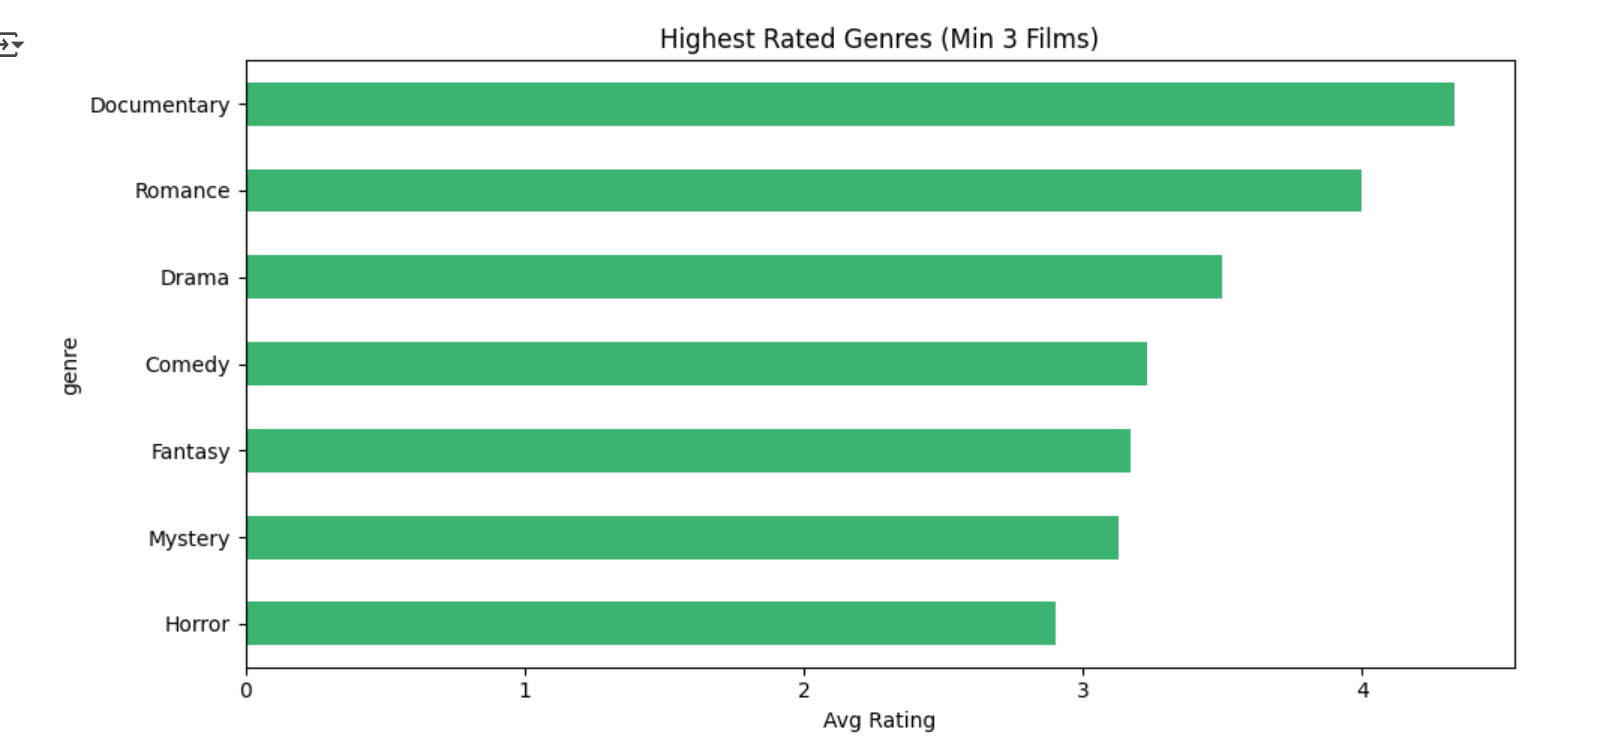 Highest Rated Genres (Min 3 Films)
Documentary
Romance
Drama
Comedy
Fantasy
Mystery
Horror
genre
0 1 2 3 4
Avg Rating